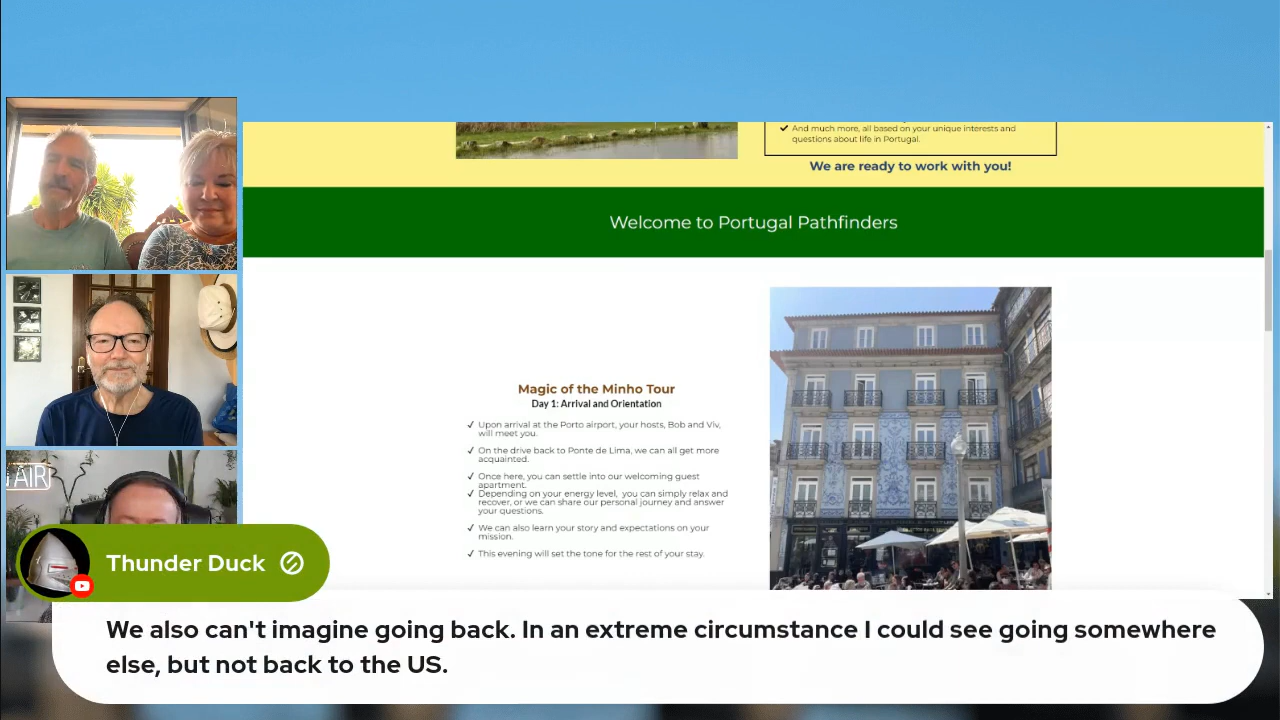 And much more, all based on your unique interests and
questions about life in Portugal.
We are ready to work with you!
Welcome to Portugal Pathfinders
Magic of the Minho Tour
Day 1: Arrival and Orientation
Upon arrival at the Porto airport, your hosts, Bob and Viv,
will meet you.
On the drive back to Ponte de Lima, we can all get more
acquainted.
Once here, you can settle into our welcoming guest
apartment.
Depending on your energy level, you can simply relax and
recover, or we can share our personal journey and answer
your questions.
We can also learn your story and expectations on your
mission.
This evening will set the tone for the rest of your stay.
AIR
Thunder Duck
We also can't imagine going back. In an extreme circumstance I could see going somewhere
else, but not back to the US.